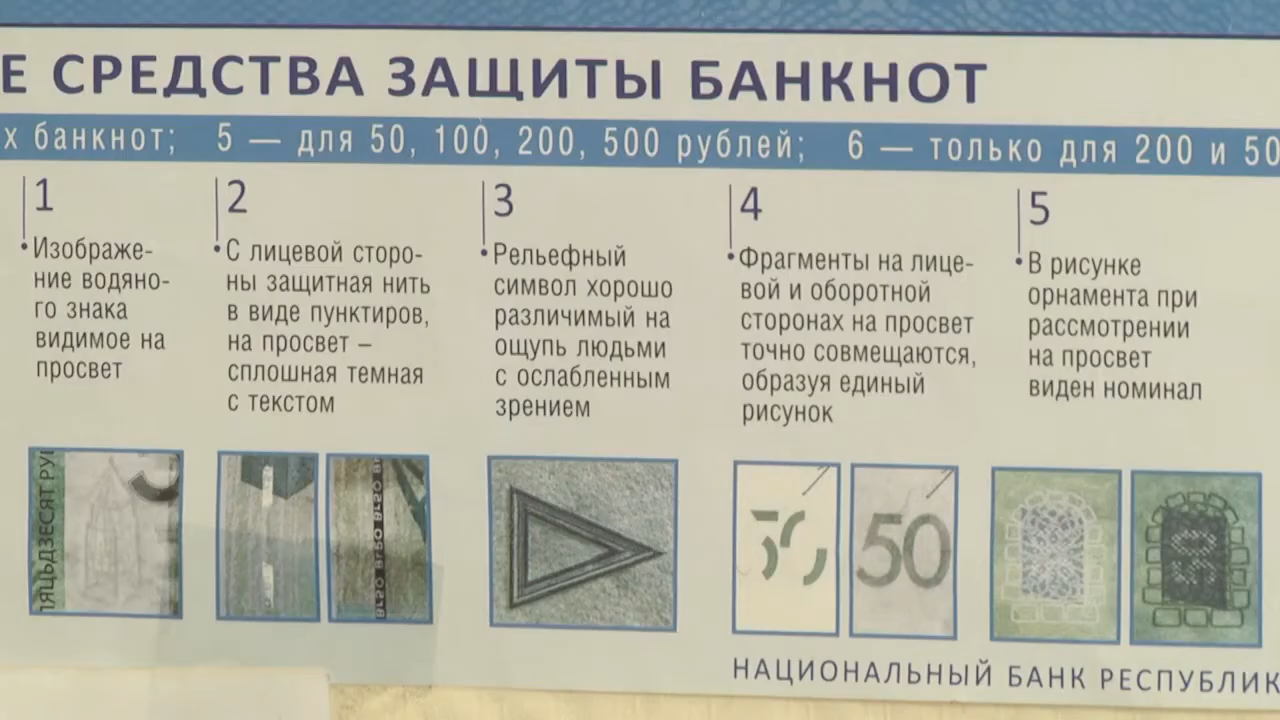 Е СРЕДСТВА ЗАЩИТЫ БАНКНОТ
х банкнот; 5 — для 50, 100, 200, 500 рублей; 6 — только для 200 и 50
1
• Изображе-
ние водяно-
го знака
видимое на
просвет
2
• С лицевой сторо-
ны защитная нить
в виде пунктиров,
на просвет –
сплошная темная
с текстом
3
• Рельефный
символ хорошо
различимый на
ощупь людьми
с ослабленным
зрением
4
• Фрагменты на лице-
вой и оборотной
сторонах на просвет
точно совмещаются,
образуя единый
рисунок
5
• В рисунке
орнамента при
рассмотрении
на просвет
виден номинал
ПЯЦЬДЗЕСЯТ РУ
50
50
НАЦИОНАЛЬНЫЙ БАНК РЕСПУБЛИК